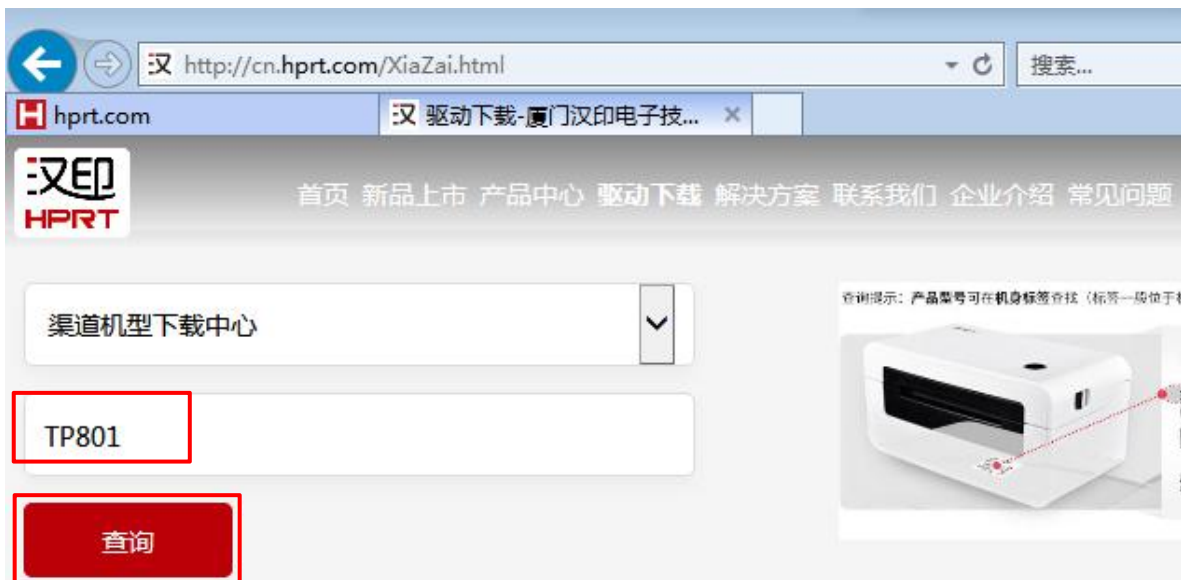 汉 http://cn.hprt.com/XiaZai.html 搜索...
H hprt.com 汉 驱动下载-厦门汉印电子技... ×
汉印
HPRT
首页 新品上市 产品中心 驱动下载 解决方案 联系我们 企业介绍 常见问题
渠道机型下载中心
查询提示：产品型号可在机身标签查找（标签一般位于
TP801
查询